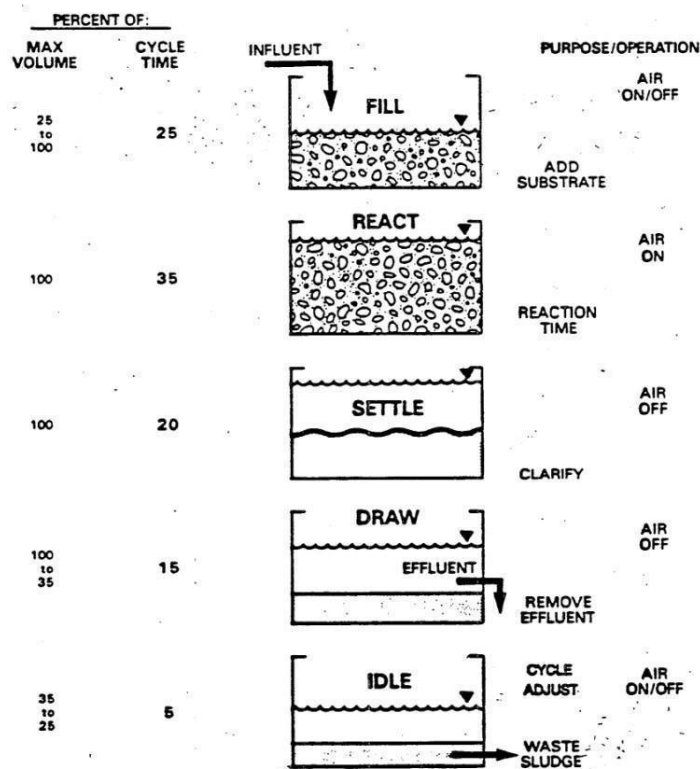 PERCENT OF:
MAX VOLUME
CYCLE TIME
INFLUENT
PURPOSE/OPERATION
25 to 100
25
FILL
AIR ON/OFF
ADD SUBSTRATE
100
35
REACT
AIR ON
REACTION TIME
100
20
SETTLE
AIR OFF
CLARIFY
100 to 35
15
DRAW
EFFLUENT
AIR OFF
REMOVE EFFLUENT
35 to 25
5
IDLE
CYCLE ADJUST
AIR ON/OFF
WASTE SLUDGE